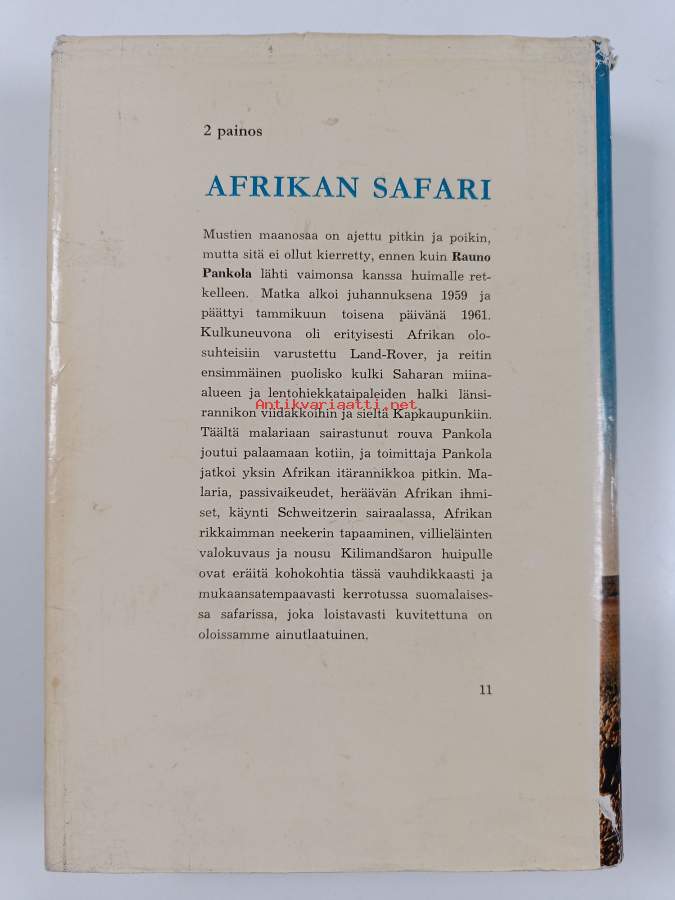 2 painos
AFRIKAN SAFARI
Mustien maanosaa on ajettu pitkin ja poikin,
mutta sitä ei ollut kierretty, ennen kuin Rauno
Pankola lähti vaimonsa kanssa huimalle ret-
kelleen. Matka alkoi juhannuksena 1959 ja
päättyi tammikuun toisena päivänä 1961.
Kulkuneuvona oli erityisesti Afrikan olo-
suhteisiin varustettu Land-Rover, ja reitin
ensimmäinen puolisko kulki Saharan miina-
alueen ja lentohiekkataipaleiden halki länsi-
Antikvariaatti.net
rannikon viidakkoihin ja sieltä Kapkaupunkiin.
Täältä malariaan sairastunut rouva Pankola
joutui palaamaan kotiin, ja toimittaja Pankola
jatkoi yksin Afrikan itärannikkoa pitkin. Ma-
laria, passivaikeudet, heräävän Afrikan ihmi-
set, käynti Schweitzerin sairaalassa, Afrikan
rikkaimman neekerin tapaaminen, villieläinten
valokuvaus ja nousu Kilimandšaron huipulle
ovat eräitä kohokohtia tässä vauhdikkaasti ja
mukaansatempaavasti kerrotussa suomalaises-
sa safarissa, joka loistavasti kuvitettuna on
oloissamme ainutlaatuinen.
11